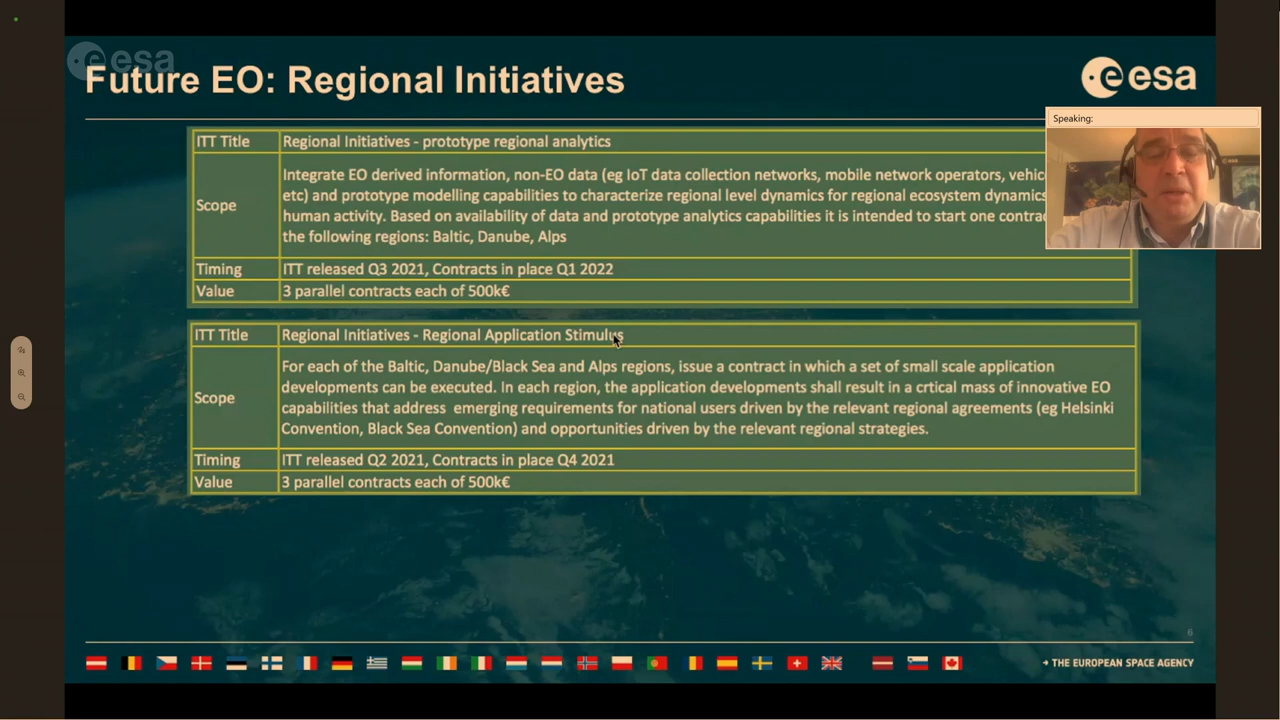 esa
Future EO: Regional Initiatives
esa
Speaking:
ITT Title
Regional Initiatives - prototype regional analytics
Scope
Integrate EO derived information, non-EO data (eg IoT data collection networks, mobile network operators,
etc) and prototype modelling capabilities to characterize regional level dynamics for regional ecosystem dynamics
human activity. Based on availability of data and prototype analytics capabilities it is intended to start one
the following regions: Baltic, Danube, Alps
Timing
ITT released Q3 2021, Contracts in place Q1 2022
Value
3 parallel contracts each of 500k€
ITT Title
Regional Initiatives - Regional Application Stimulus
Scope
For each of the Baltic, Danube/Black Sea and Alps regions, issue a contract in which a set of small scale application
developments can be executed. In each region, the application developments shall result in a crtical mass of innovative EO
capabilities that address emerging requirements for national users driven by the relevant regional agreements (eg Helsinki
Convention, Black Sea Convention) and opportunities driven by the relevant regional strategies.
Timing
ITT released Q2 2021, Contracts in place Q4 2021
Value
3 parallel contracts each of 500k€
6
→ THE EUROPEAN SPACE AGENCY